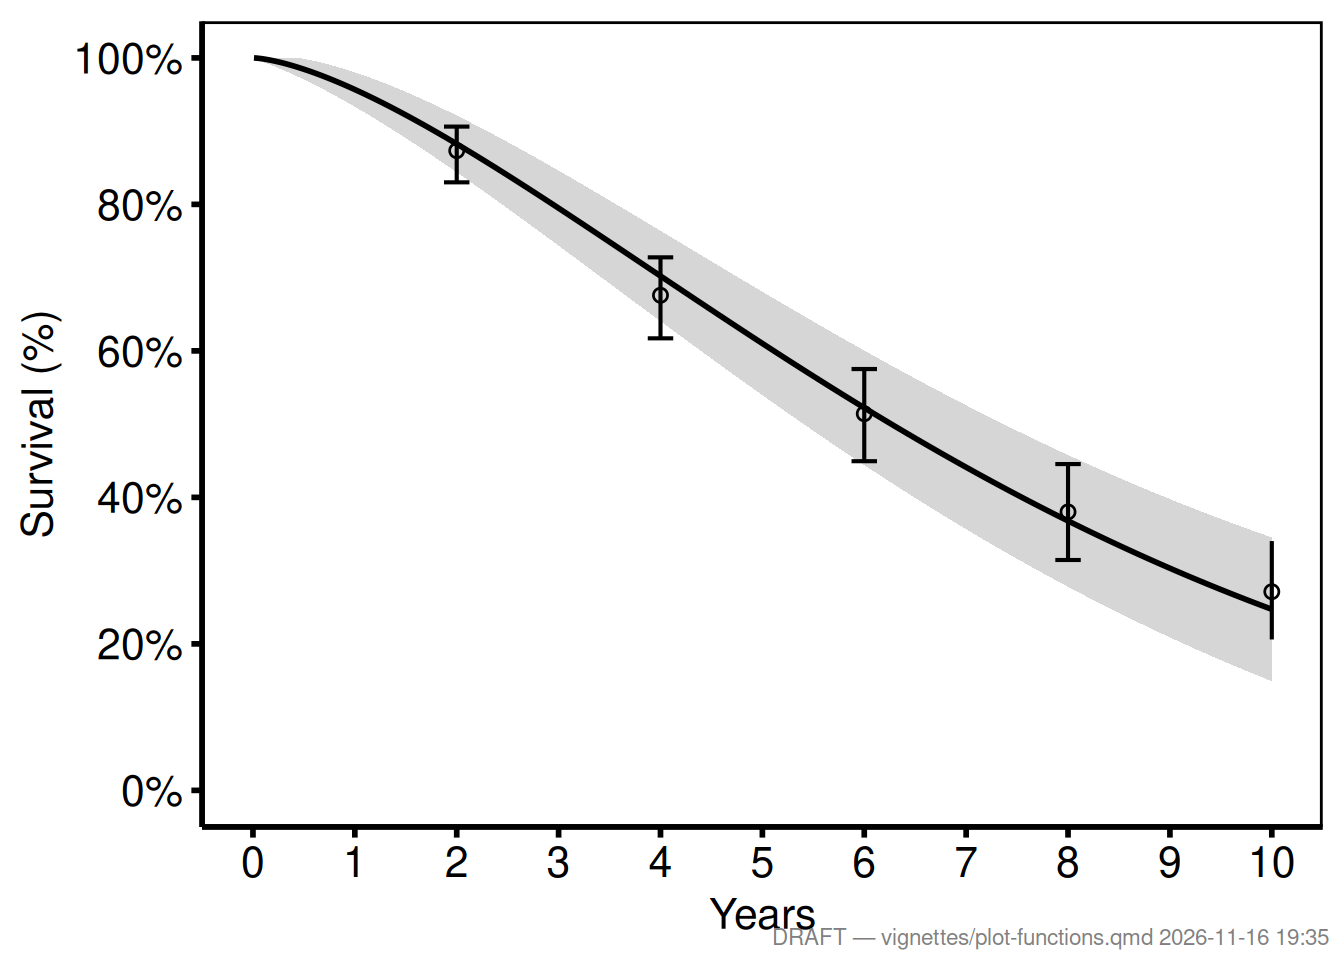 100%
80%
60%
40%
20%
0%
Survival (%)
0 1 2 3 4 5 6 7 8 9 10
Years
DRAFT — vignettes/plot-functions.qmd 2026-11-16 19:35